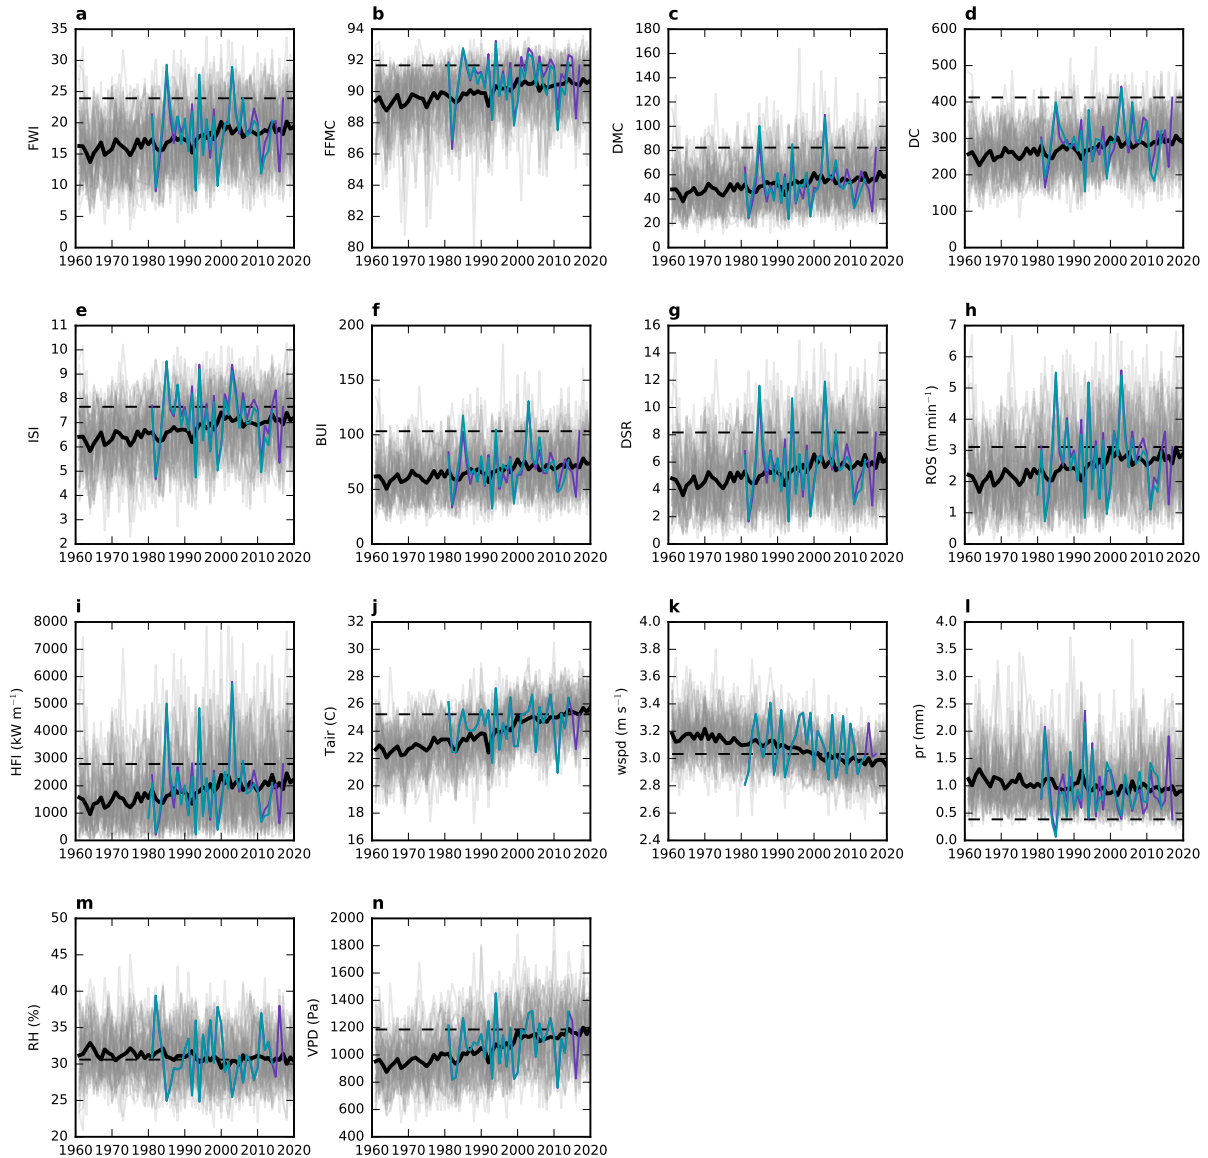 a
b
c
d
35
30
25
20
15
10
5
0
FWI
1960 1970 1980 1990 2000 2010 2020
94
92
90
88
86
84
82
80
FFMC
1960 1970 1980 1990 2000 2010 2020
180
160
140
120
100
80
60
40
20
0
DMC
1960 1970 1980 1990 2000 2010 2020
600
500
400
300
200
100
0
DC
1960 1970 1980 1990 2000 2010 2020
e
f
g
h
11
10
9
8
7
6
5
4
3
2
ISI
1960 1970 1980 1990 2000 2010 2020
200
150
100
50
0
BUI
1960 1970 1980 1990 2000 2010 2020
16
14
12
10
8
6
4
2
0
DSR
1960 1970 1980 1990 2000 2010 2020
7
6
5
4
3
2
1
0
ROS (m min⁻¹)
1960 1970 1980 1990 2000 2010 2020
i
j
k
l
8000
7000
6000
5000
4000
3000
2000
1000
0
HFI (kW m⁻¹)
1960 1970 1980 1990 2000 2010 2020
32
30
28
26
24
22
20
18
16
Tair (C)
1960 1970 1980 1990 2000 2010 2020
4.0
3.8
3.6
3.4
3.2
3.0
2.8
2.6
2.4
wspd (m s⁻¹)
1960 1970 1980 1990 2000 2010 2020
4.0
3.5
3.0
2.5
2.0
1.5
1.0
0.5
0.0
pr (mm)
1960 1970 1980 1990 2000 2010 2020
m
n
50
45
40
35
30
25
20
RH (%)
1960 1970 1980 1990 2000 2010 2020
2000
1800
1600
1400
1200
1000
800
600
400
VPD (Pa)
1960 1970 1980 1990 2000 2010 2020